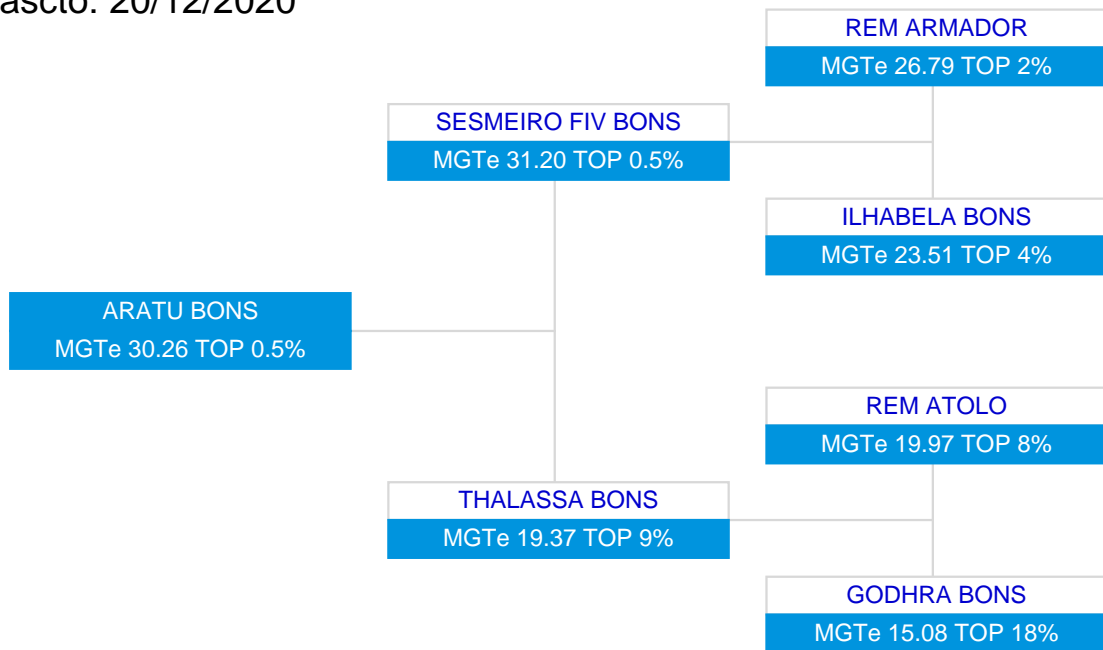 ascto: 20/12/2020
REM ARMADOR
MGTe 26.79 TOP 2%
SESMEIRO FIV BONS
MGTe 31.20 TOP 0.5%
ILHABELA BONS
MGTe 23.51 TOP 4%
ARATU BONS
MGTe 30.26 TOP 0.5%
REM ATOLO
MGTe 19.97 TOP 8%
THALASSA BONS
MGTe 19.37 TOP 9%
GODHRA BONS
MGTe 15.08 TOP 18%